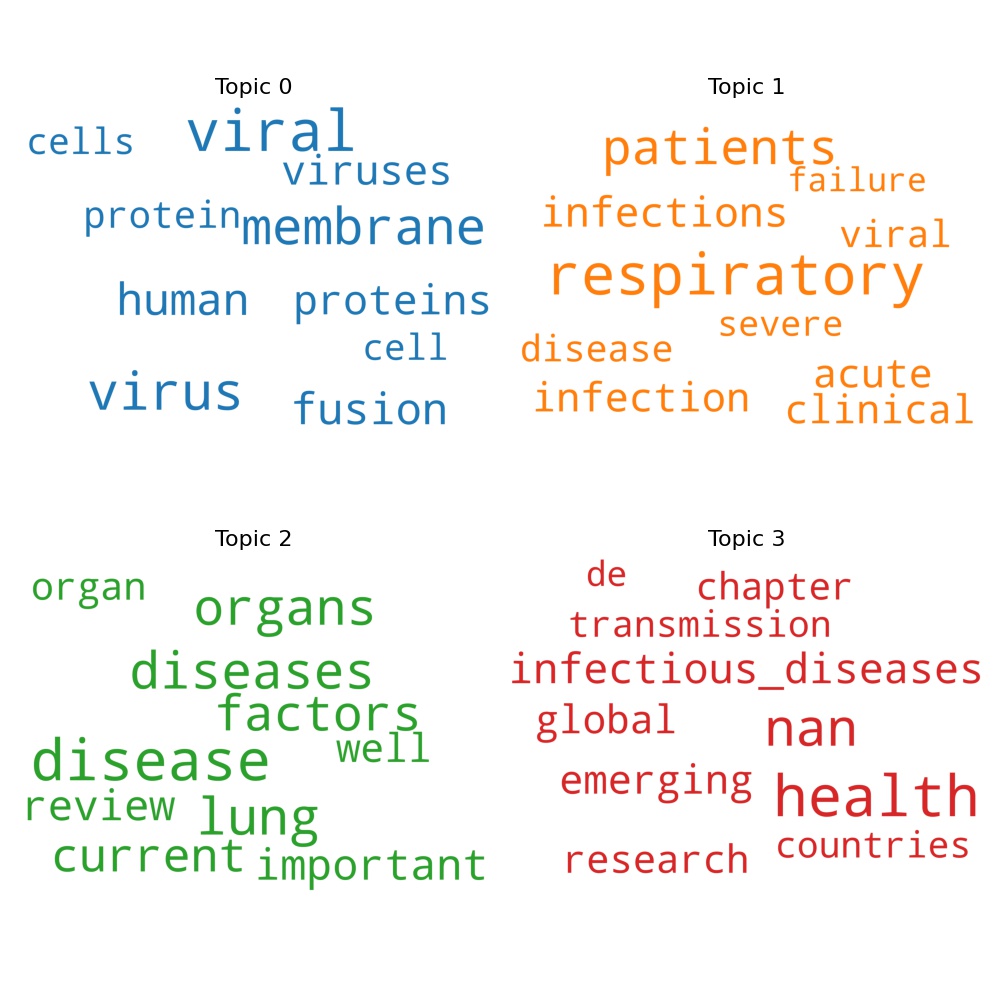 Topic 0
cells
viral
viruses
protein
membrane
human
proteins
cell
virus
fusion
Topic 1
patients
failure
infections
viral
respiratory
severe
disease
acute
infection
clinical
Topic 2
organ
organs
diseases
factors
well
disease
review
lung
current
important
Topic 3
de
chapter
transmission
infectious_diseases
global
nan
emerging
health
countries
research